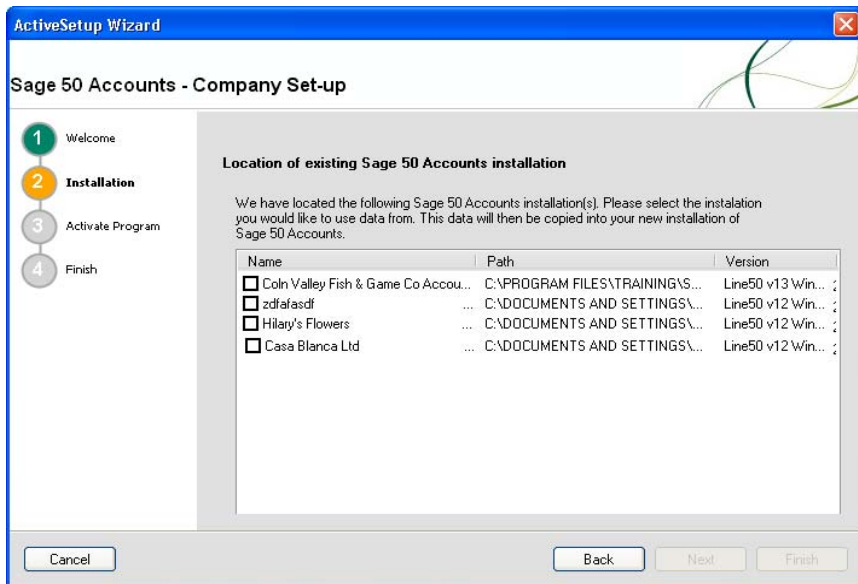 ActiveSetup Wizard
Sage 50 Accounts - Company Set-up
1 Welcome
2 Installation
3 Activate Program
4 Finish
Location of existing Sage 50 Accounts installation
We have located the following Sage 50 Accounts installation(s). Please select the instalation
you would like to use data from. This data will then be copied into your new installation of
Sage 50 Accounts.
Name Path Version
Coln Valley Fish & Game Co Accou... C:\PROGRAM FILES\TRAINING\S... Line50 v13 Win...
zdfafasdf ... C:\DOCUMENTS AND SETTINGS\... Line50 v12 Win...
Hilary's Flowers ... C:\DOCUMENTS AND SETTINGS\... Line50 v12 Win...
Casa Blanca Ltd ... C:\DOCUMENTS AND SETTINGS\... Line50 v12 Win...
Cancel Back Next Finish